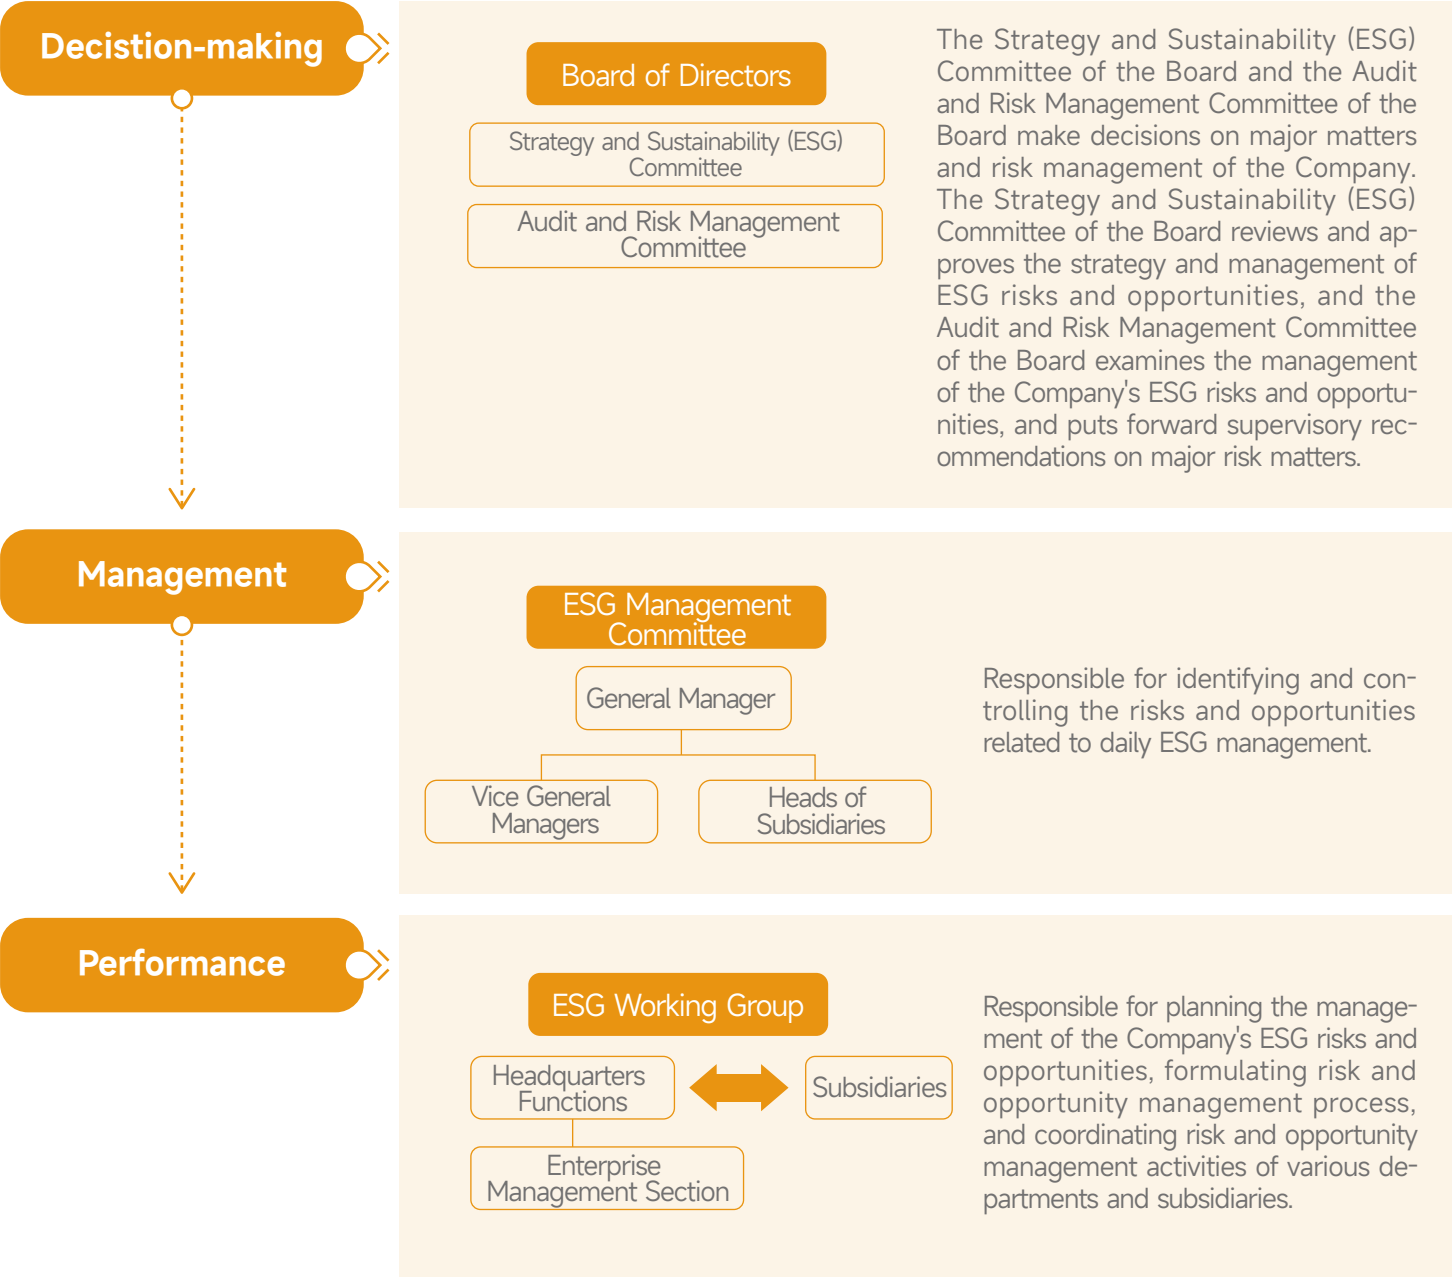 Decistion-making
Board of Directors
Strategy and Sustainability (ESG)
Committee
Audit and Risk Management
Committee
The Strategy and Sustainability (ESG)
Committee of the Board and the Audit
and Risk Management Committee of the
Board make decisions on major matters
and risk management of the Company.
The Strategy and Sustainability (ESG)
Committee of the Board reviews and ap-
proves the strategy and management of
ESG risks and opportunities, and the
Audit and Risk Management Committee
of the Board examines the management
of the Company's ESG risks and opportu-
nities, and puts forward supervisory rec-
ommendations on major risk matters.
Management
ESG Management
Committee
General Manager
Vice General
Managers
Heads of
Subsidiaries
Responsible for identifying and con-
trolling the risks and opportunities
related to daily ESG management.
Performance
ESG Working Group
Headquarters
Functions
Subsidiaries
Enterprise
Management Section
Responsible for planning the manage-
ment of the Company's ESG risks and
opportunities, formulating risk and
opportunity management process,
and coordinating risk and opportunity
management activities of various de-
partments and subsidiaries.